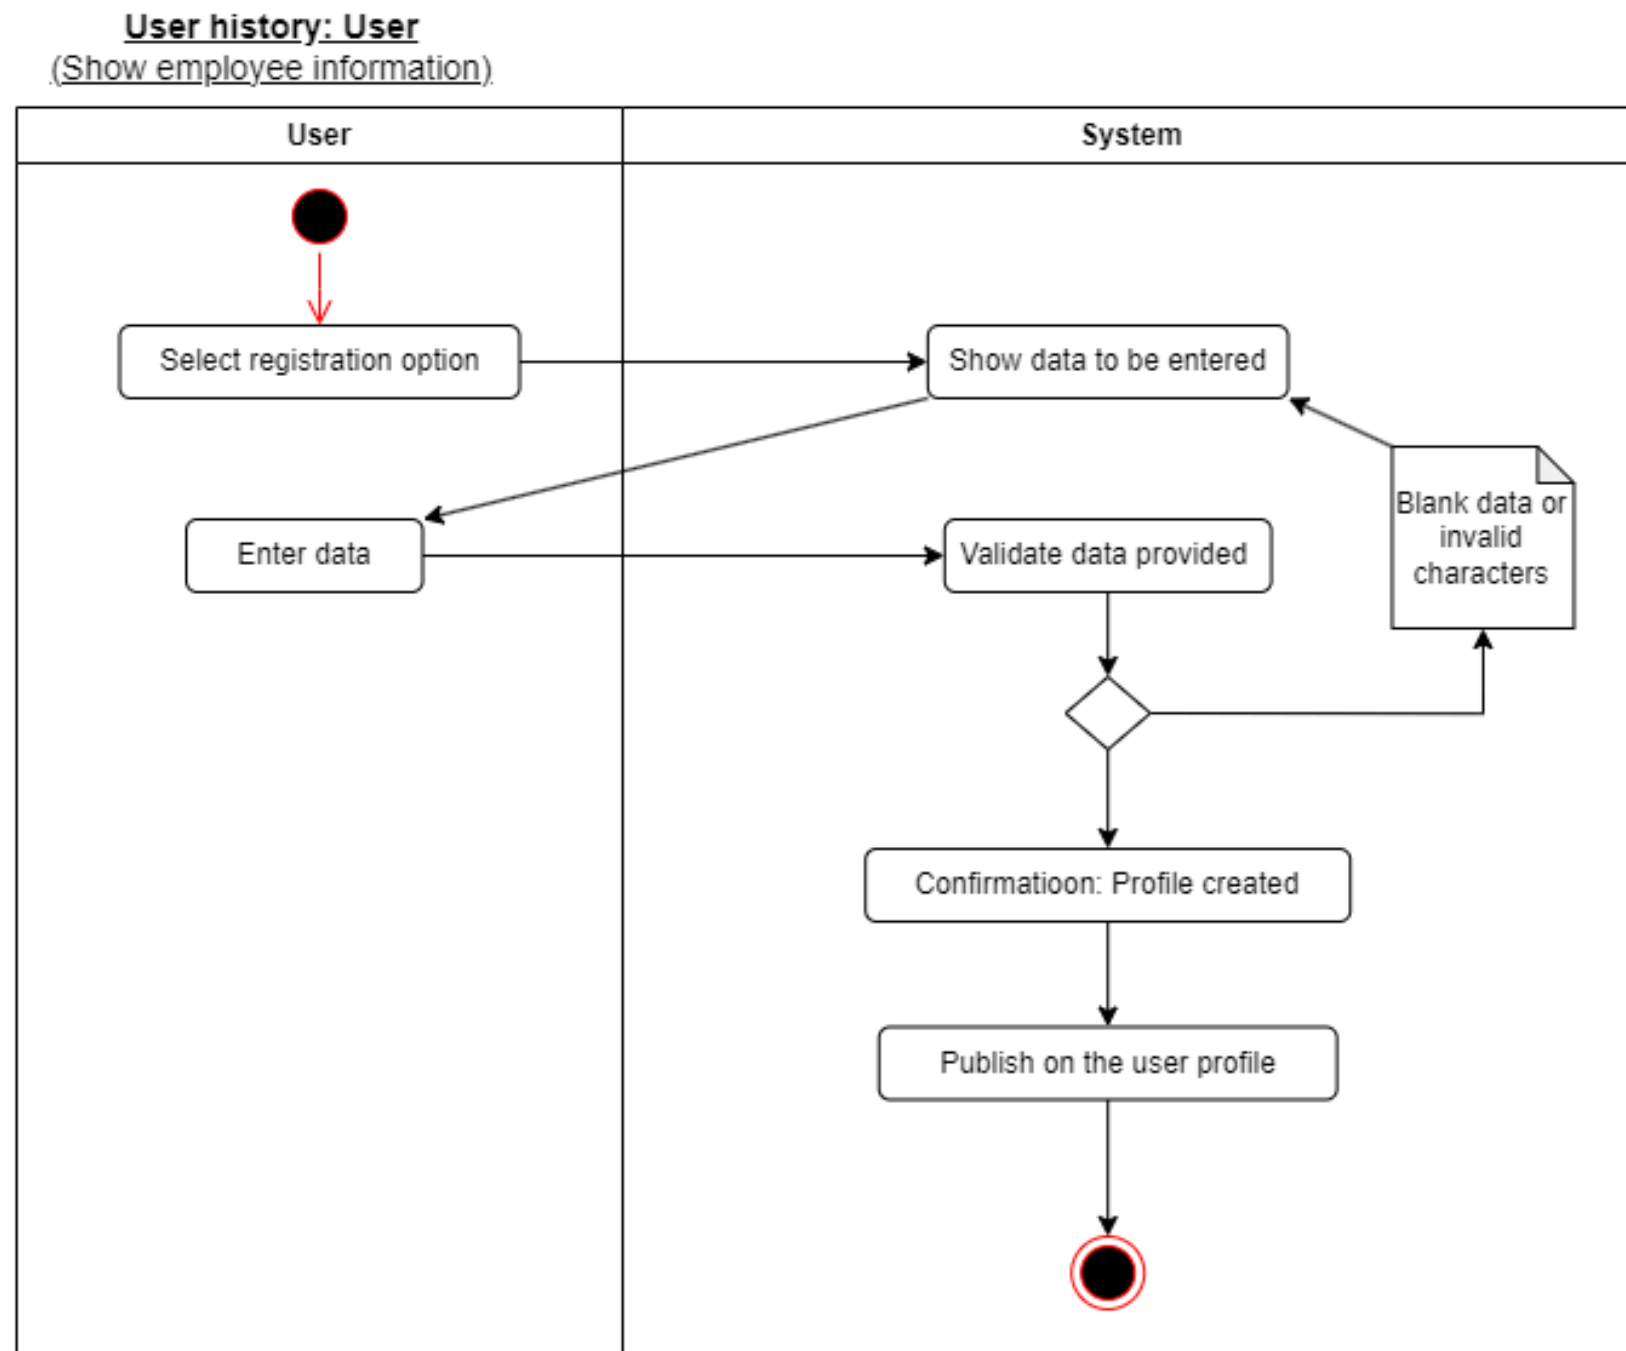 User history: User
(Show employee information)
User
System
Select registration option
Show data to be entered
Blank data or
invalid
characters
Enter data
Validate data provided
Confirmatioon: Profile created
Publish on the user profile